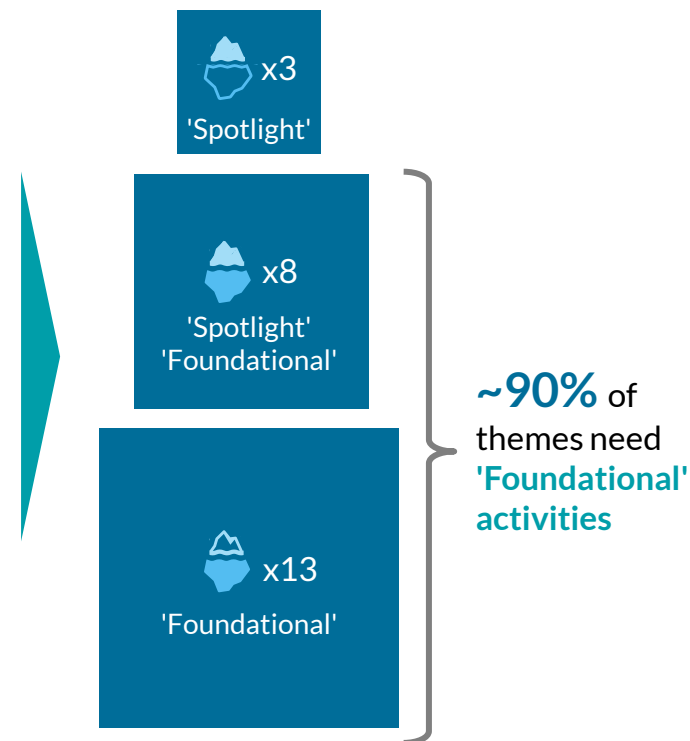 x3
'Spotlight'
x8
'Spotlight'
'Foundational'
~90% of
themes need
'Foundational'
activities
x13
'Foundational'